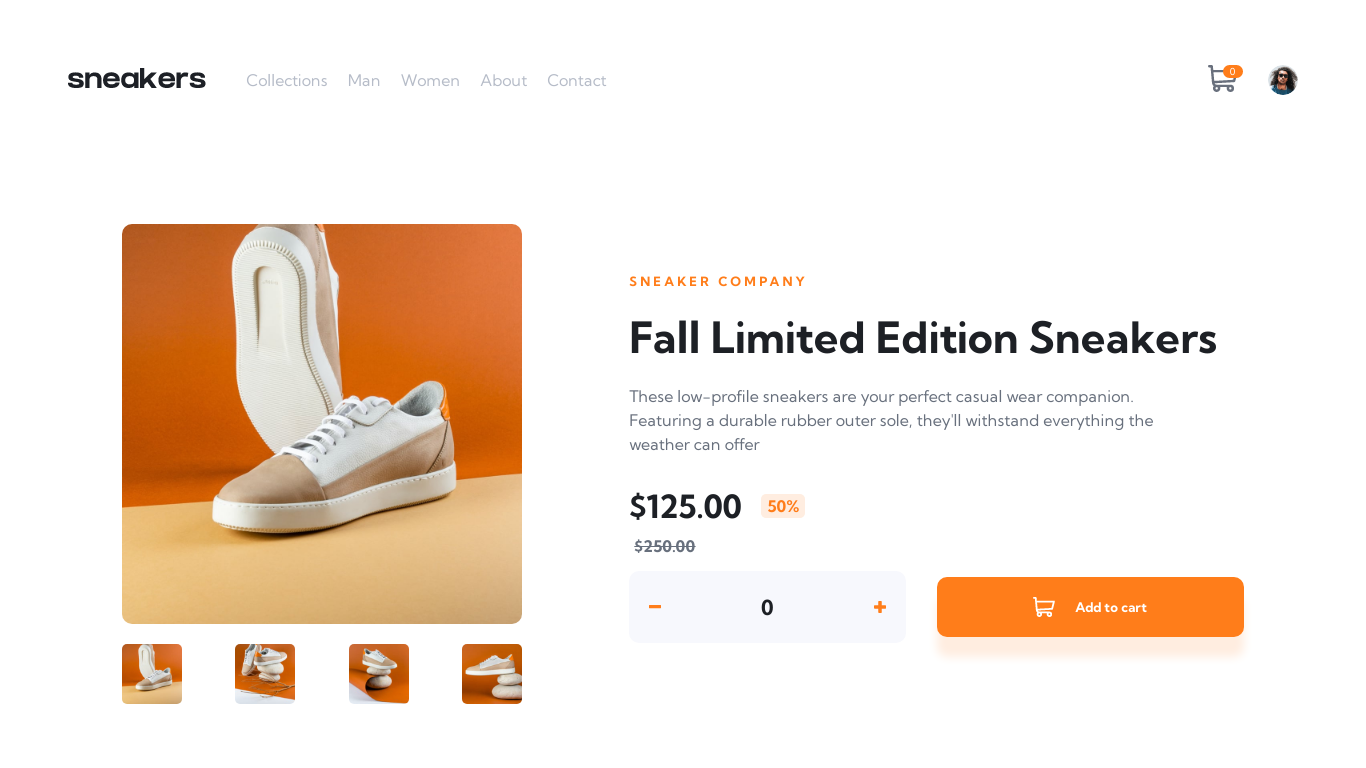 sneakers
Collections Man Women About Contact
0
SNEAKER COMPANY
Fall Limited Edition Sneakers
These low-profile sneakers are your perfect casual wear companion.
Featuring a durable rubber outer sole, they'll withstand everything the
weather can offer
$125.00 50%
$250.00
0
Add to cart